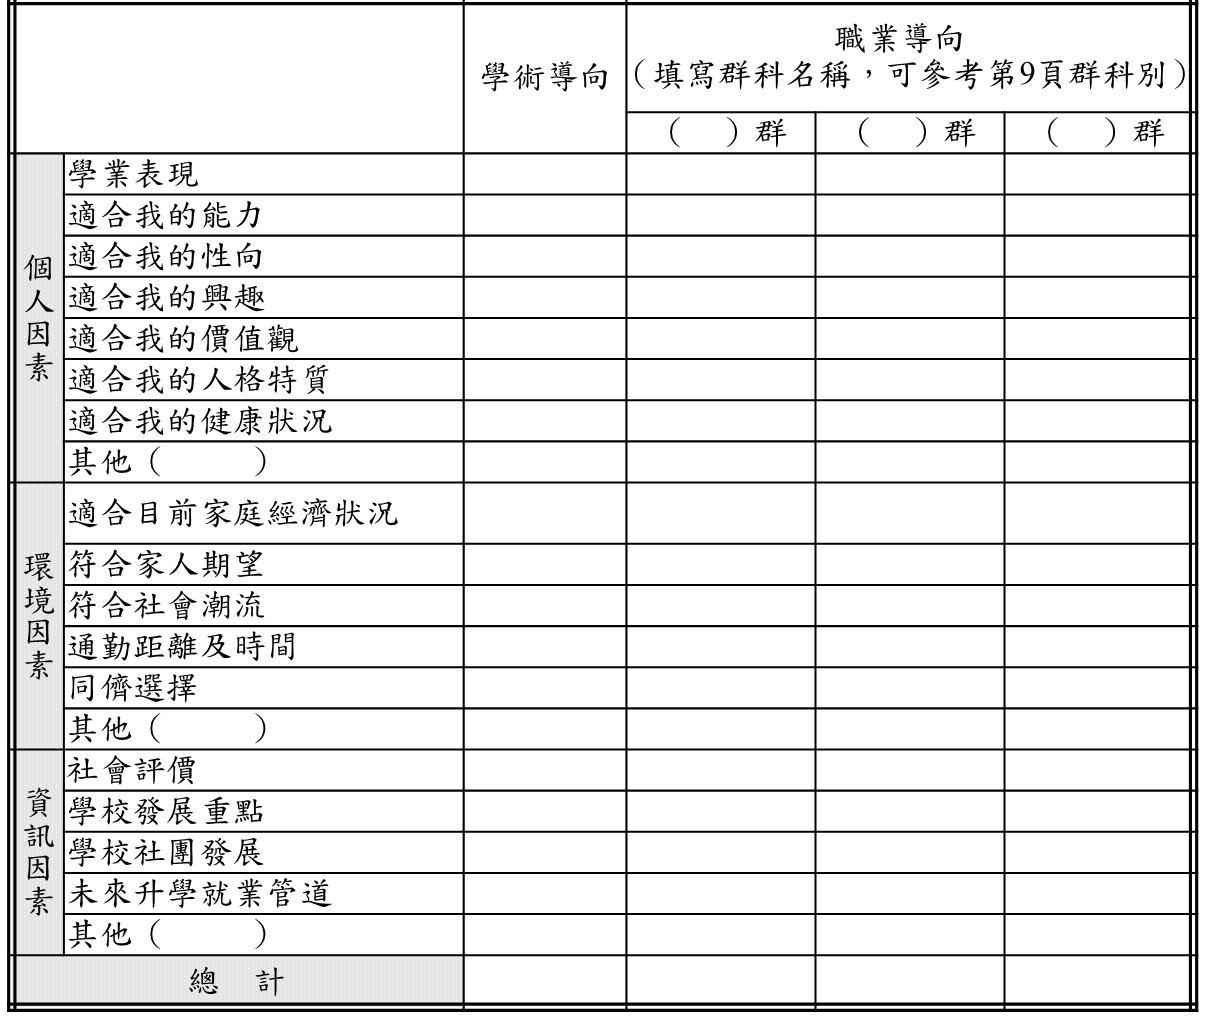 學術導向
職業導向
（填寫群科名稱，可參考第9頁群科別）
（　）群
（　）群
（　）群
個人因素
學業表現
適合我的能力
適合我的性向
適合我的興趣
適合我的價值觀
適合我的人格特質
適合我的健康狀況
其他（　　）
環境因素
適合目前家庭經濟狀況
符合家人期望
符合社會潮流
通勤距離及時間
同儕選擇
其他（　　）
資訊因素
社會評價
學校發展重點
學校社團發展
未來升學就業管道
其他（　　）
總　計